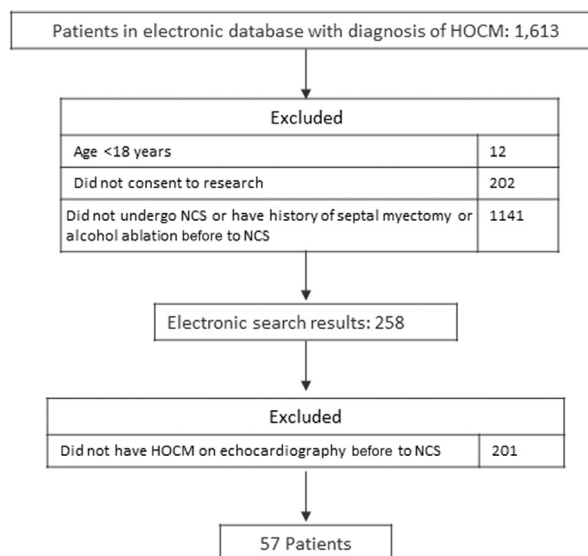 Patients in electronic database with diagnosis of HOCM: 1,613
Excluded
Age <18 years 12
Did not consent to research 202
Did not undergo NCS or have history of septal myectomy or 1141
alcohol ablation before to NCS
Electronic search results: 258
Excluded
Did not have HOCM on echocardiography before to NCS 201
57 Patients